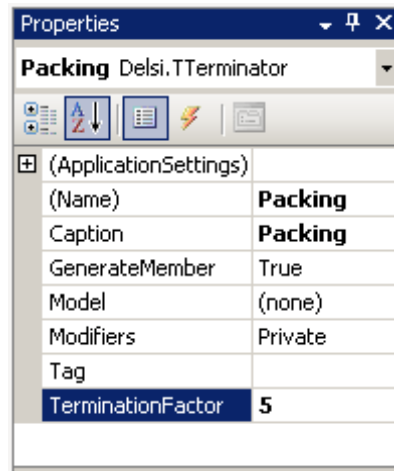 Properties
Packing Delsi.TTerminator
(ApplicationSettings)
(Name) Packing
Caption Packing
GenerateMember True
Model (none)
Modifiers Private
Tag
TerminationFactor 5